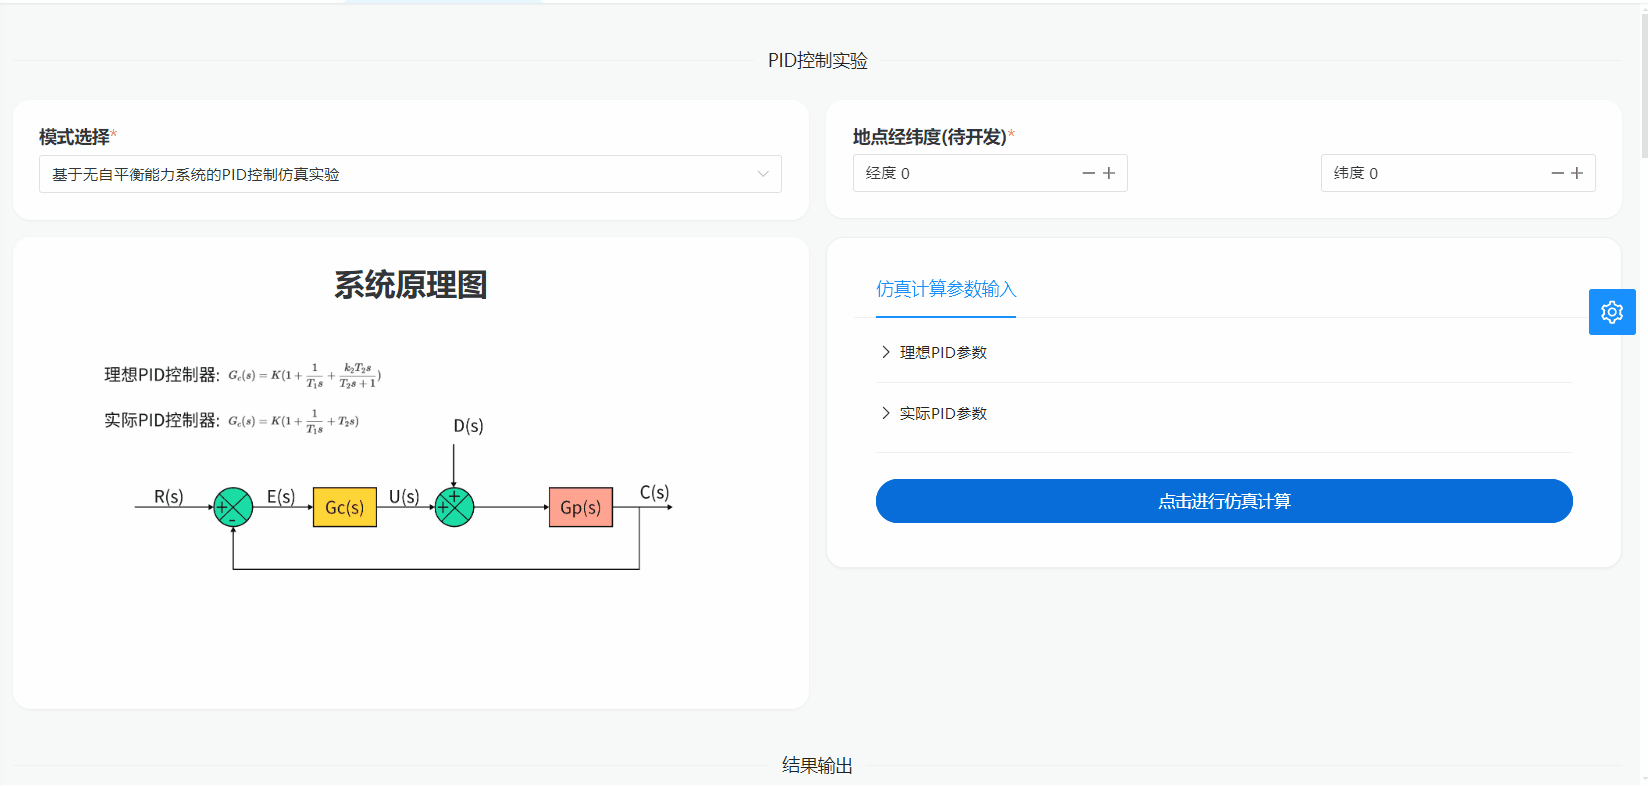 PID控制实验
模式选择*
基于无自平衡能力系统的PID控制仿真实验
地点经纬度(待开发)*
经度 0
纬度 0
系统原理图
理想PID控制器: G_c(s) = K(1 + \frac{1}{T_1 s} + \frac{k_2 T_2 s}{T_2 s + 1})
实际PID控制器: G_c(s) = K(1 + \frac{1}{T_1 s} + T_2 s)
D(s)
R(s)
+
-
E(s)
Gc(s)
U(s)
+
+
Gp(s)
C(s)
仿真计算参数输入
理想PID参数
实际PID参数
点击进行仿真计算
结果输出